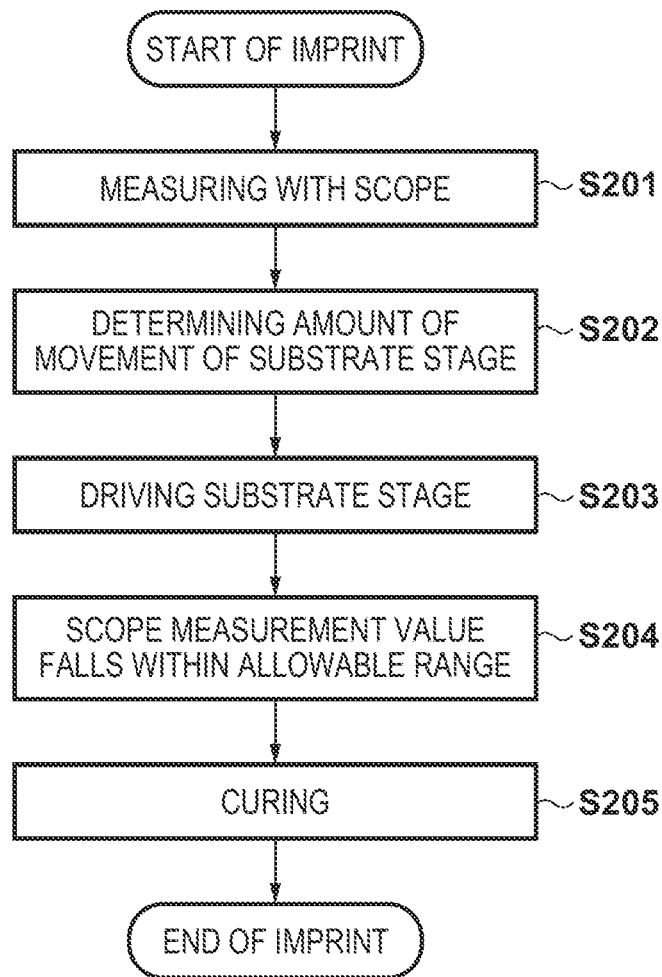 START OF IMPRINT
MEASURING WITH SCOPE
S201
DETERMINING AMOUNT OF
MOVEMENT OF SUBSTRATE STAGE
S202
DRIVING SUBSTRATE STAGE
S203
SCOPE MEASUREMENT VALUE
FALLS WITHIN ALLOWABLE RANGE
S204
CURING
S205
END OF IMPRINT